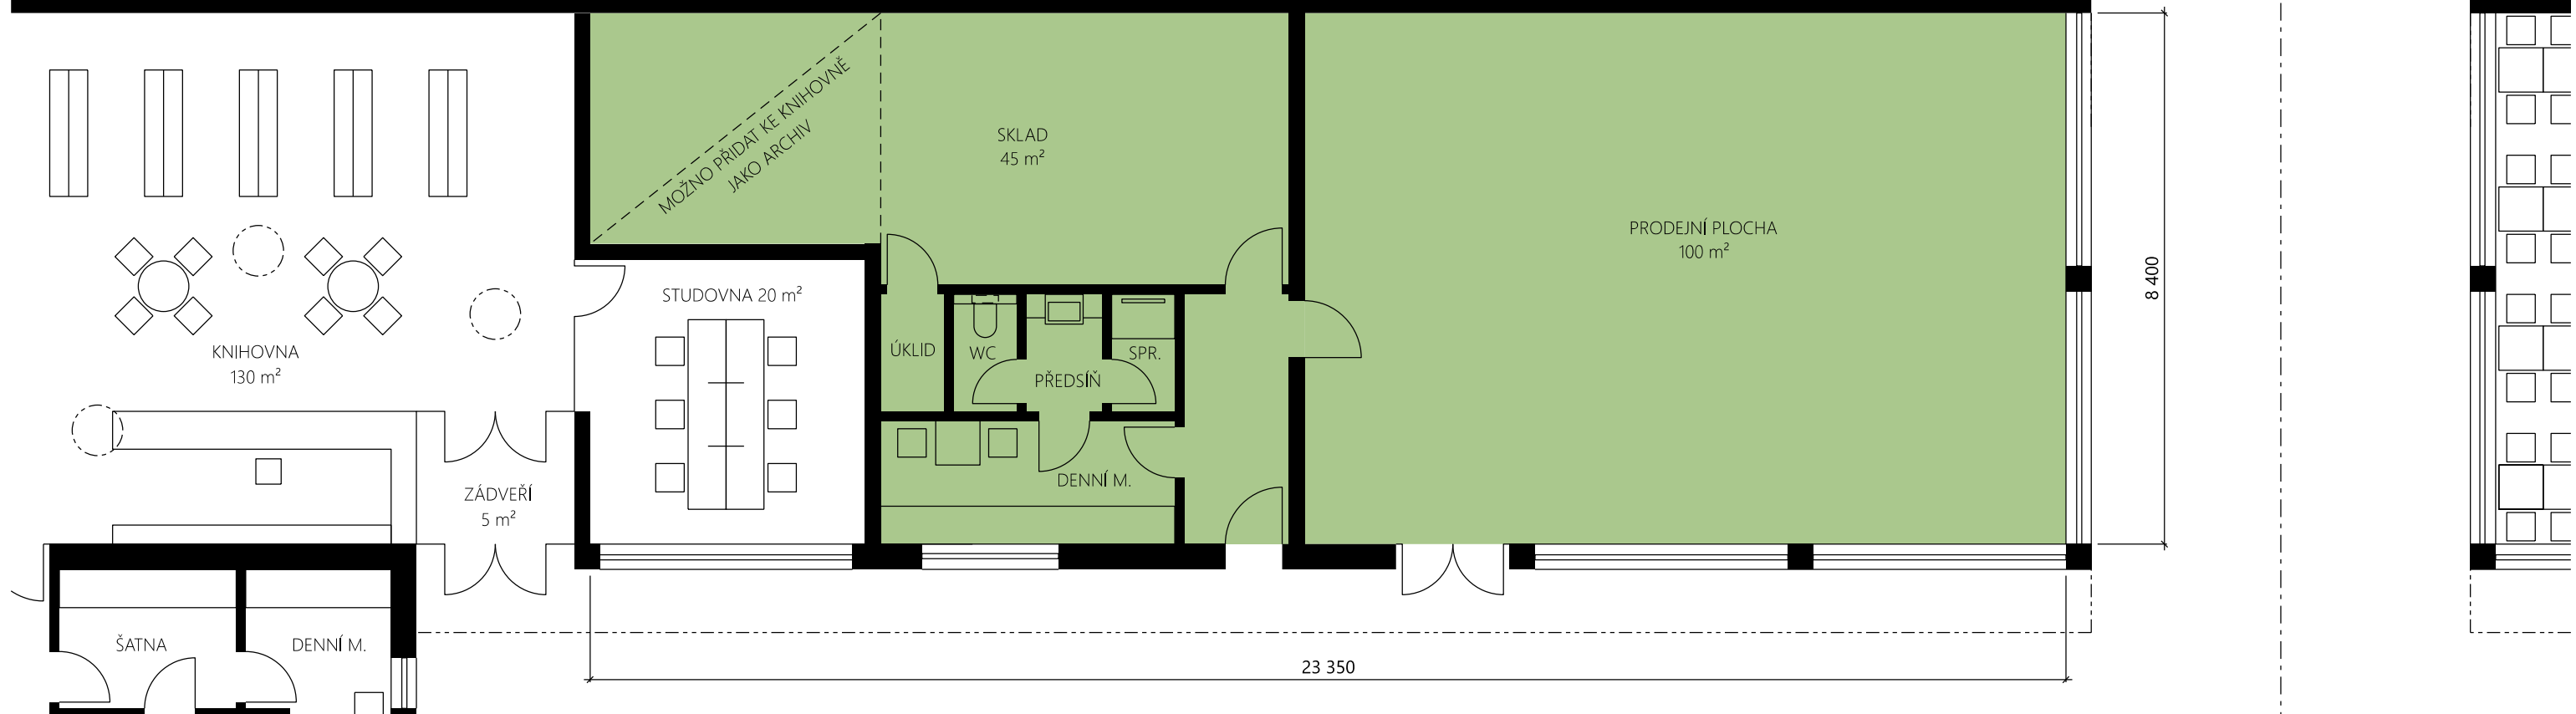 MOŽNO PŘIDAT KE KNIHOVNĚ
JAKO ARCHIV
SKLAD
45 m²
PRODEJNÍ PLOCHA
100 m²
8 400
STUDOVNA 20 m²
KNIHOVNA
130 m²
ÚKLID
WC
SPR.
PŘEDSÍŇ
DENNÍ M.
ZÁDVEŘÍ
5 m²
ŠATNA
DENNÍ M.
23 350